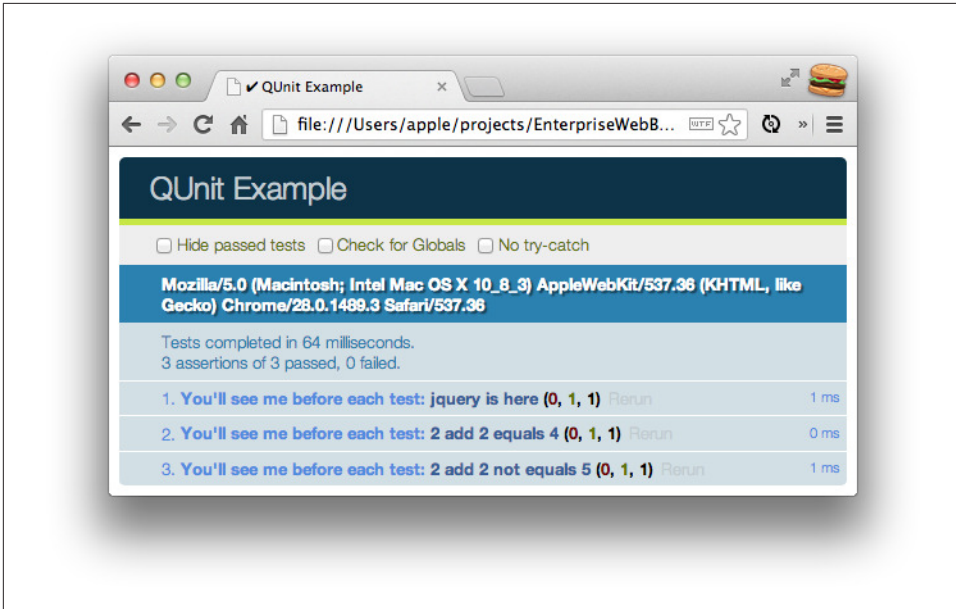 ✔ QUnit Example ×
file:///Users/apple/projects/EnterpriseWebB... WTF »
QUnit Example
Hide passed tests Check for Globals No try-catch
Mozilla/5.0 (Macintosh; Intel Mac OS X 10_8_3) AppleWebKit/537.36 (KHTML, like
Gecko) Chrome/28.0.1489.3 Safari/537.36
Tests completed in 64 milliseconds.
3 assertions of 3 passed, 0 failed.
1. You'll see me before each test: jquery is here (0, 1, 1) Rerun 1 ms
2. You'll see me before each test: 2 add 2 equals 4 (0, 1, 1) Rerun 0 ms
3. You'll see me before each test: 2 add 2 not equals 5 (0, 1, 1) Rerun 1 ms